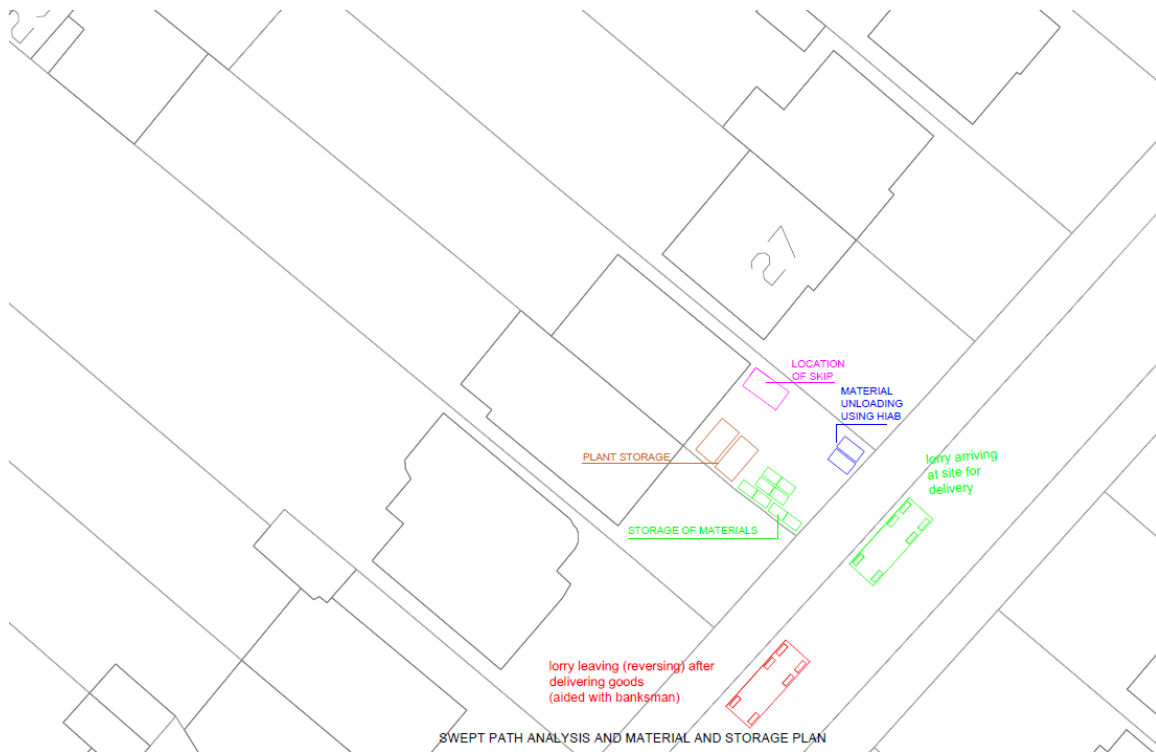 27
LOCATION
OF SKIP
MATERIAL
UNLOADING
USING HIAB
PLANT STORAGE
lorry arriving
at site for
delivery
STORAGE OF MATERIALS
lorry leaving (reversing) after
delivering goods
(aided with banksman)
SWEPT PATH ANALYSIS AND MATERIAL AND STORAGE PLAN